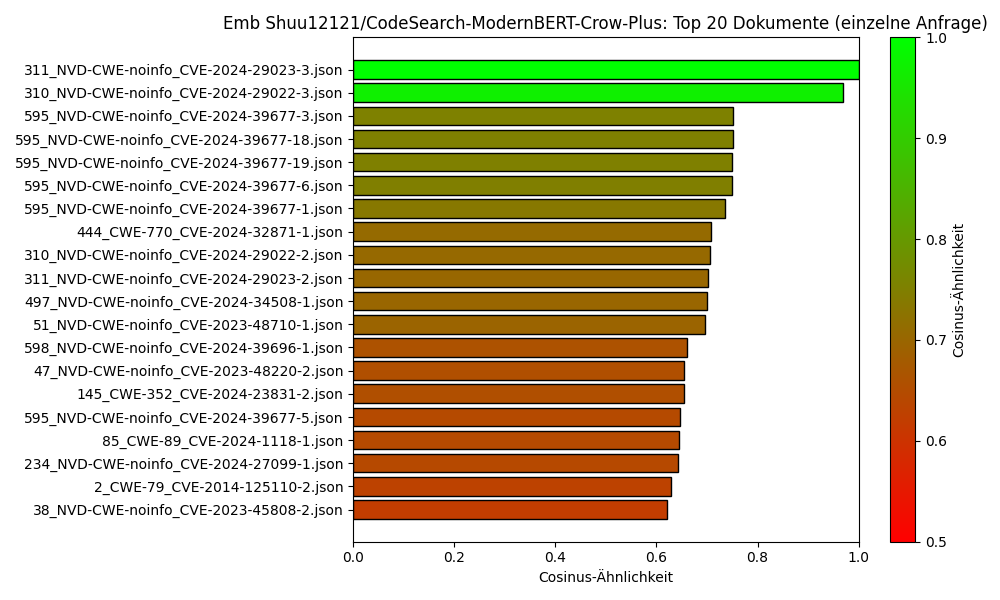 Emb Shuu12121/CodeSearch-ModernBERT-Crow-Plus: Top 20 Dokumente (einzelne Anfrage)
311_NVD-CWE-noinfo_CVE-2024-29023-3.json
310_NVD-CWE-noinfo_CVE-2024-29022-3.json
595_NVD-CWE-noinfo_CVE-2024-39677-3.json
595_NVD-CWE-noinfo_CVE-2024-39677-18.json
595_NVD-CWE-noinfo_CVE-2024-39677-19.json
595_NVD-CWE-noinfo_CVE-2024-39677-6.json
595_NVD-CWE-noinfo_CVE-2024-39677-1.json
444_CWE-770_CVE-2024-32871-1.json
310_NVD-CWE-noinfo_CVE-2024-29022-2.json
311_NVD-CWE-noinfo_CVE-2024-29023-2.json
497_NVD-CWE-noinfo_CVE-2024-34508-1.json
51_NVD-CWE-noinfo_CVE-2023-48710-1.json
598_NVD-CWE-noinfo_CVE-2024-39696-1.json
47_NVD-CWE-noinfo_CVE-2023-48220-2.json
145_CWE-352_CVE-2024-23831-2.json
595_NVD-CWE-noinfo_CVE-2024-39677-5.json
85_CWE-89_CVE-2024-1118-1.json
234_NVD-CWE-noinfo_CVE-2024-27099-1.json
2_CWE-79_CVE-2014-125110-2.json
38_NVD-CWE-noinfo_CVE-2023-45808-2.json
0.0 0.2 0.4 0.6 0.8 1.0
Cosinus-Ähnlichkeit
1.0
0.9
0.8
0.7
0.6
0.5
Cosinus-Ähnlichkeit